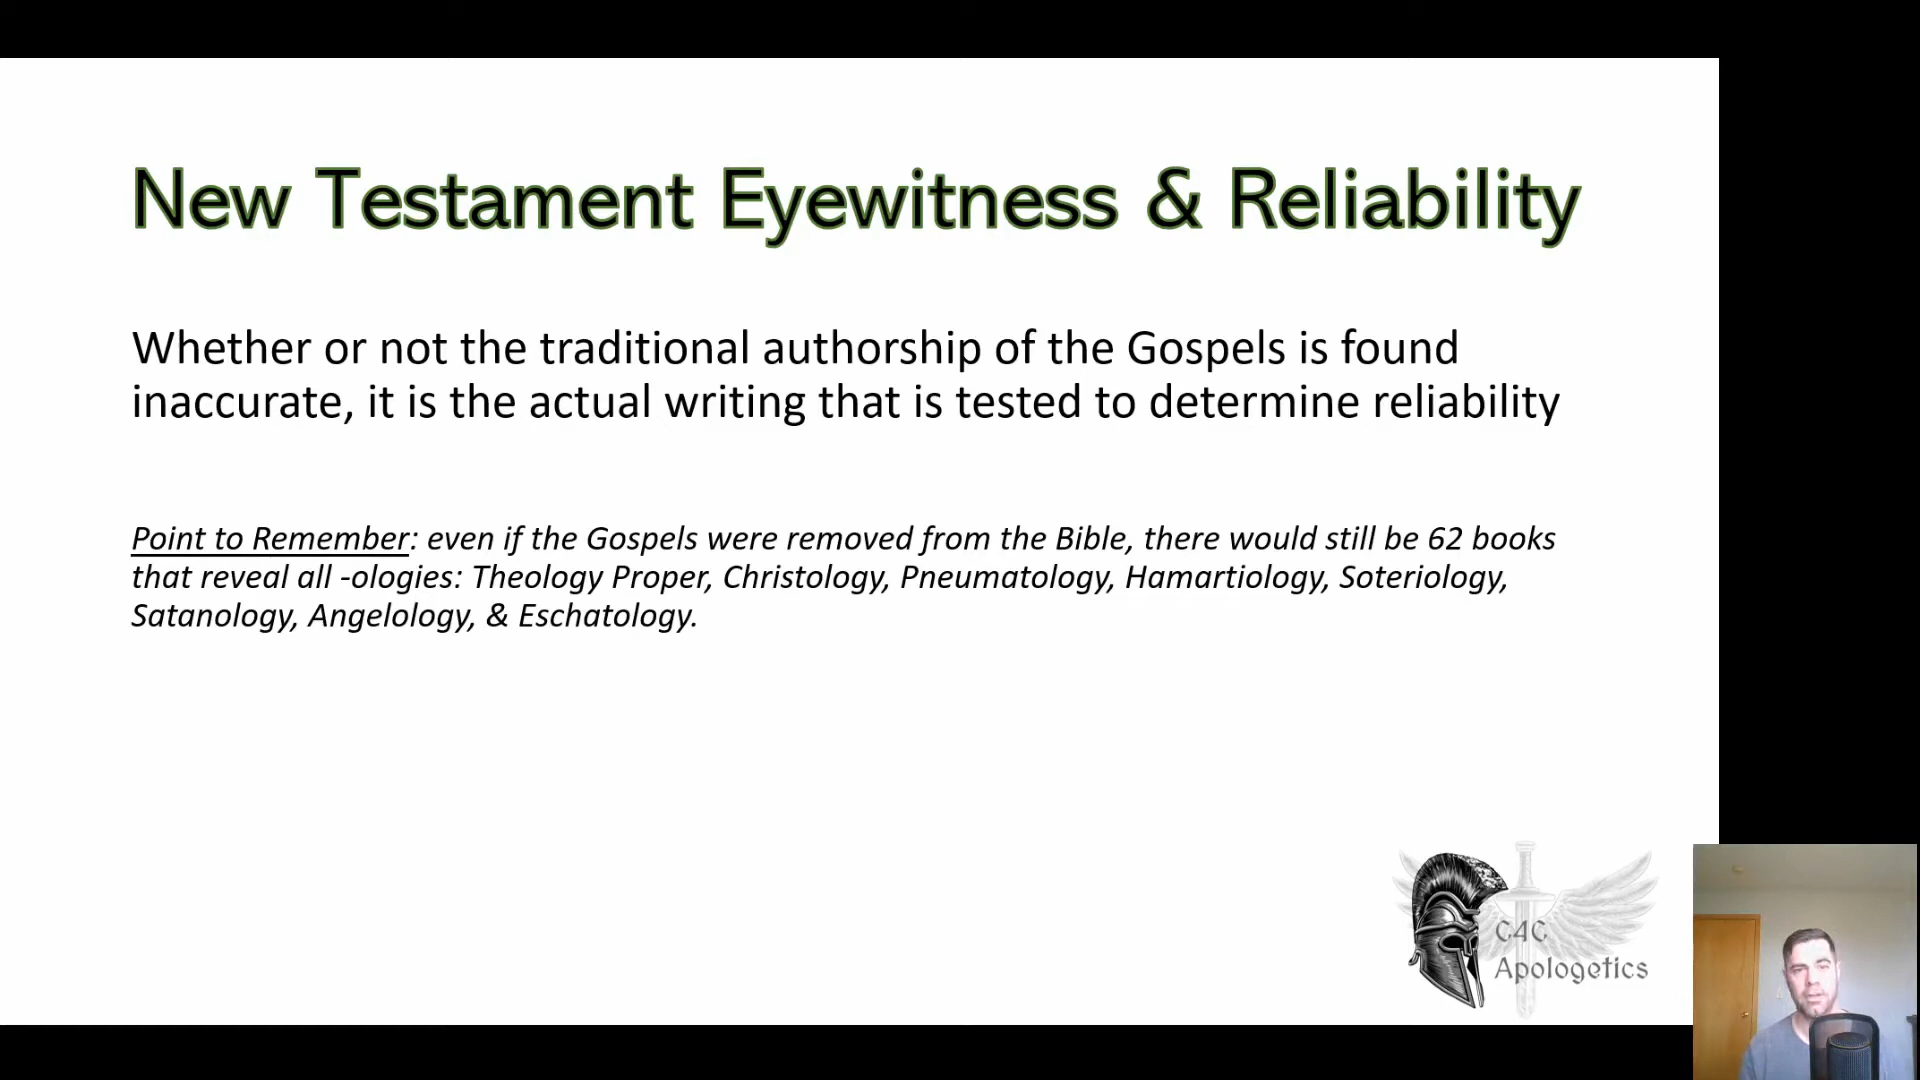 New Testament Eyewitness & Reliability
Whether or not the traditional authorship of the Gospels is found
inaccurate, it is the actual writing that is tested to determine reliability
Point to Remember: even if the Gospels were removed from the Bible, there would still be 62 books
that reveal all -ologies: Theology Proper, Christology, Pneumatology, Hamartiology, Soteriology,
Satanology, Angelology, & Eschatology.
C4C
Apologetics